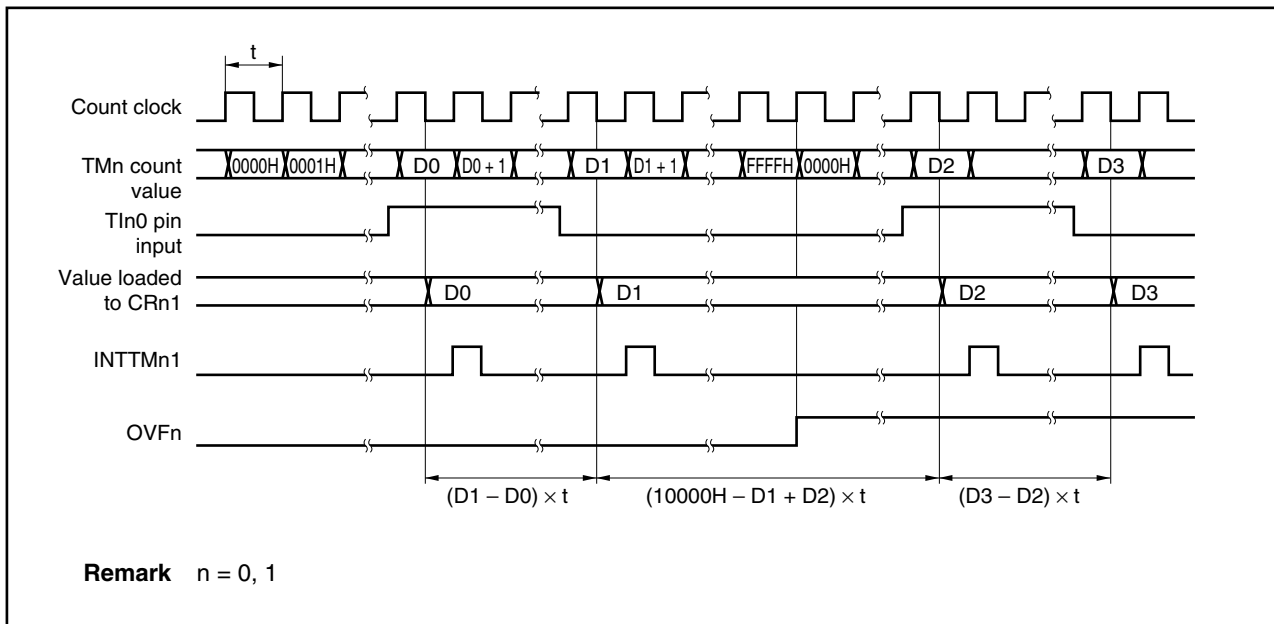 t
Count clock
TMn count
value
0000H 0001H D0 D0 + 1 D1 D1 + 1 FFFFH 0000H D2 D3
TIn0 pin
input
Value loaded
to CRn1
D0 D1 D2 D3
INTTMn1
OVFn
(D1 – D0) × t (10000H – D1 + D2) × t (D3 – D2) × t
Remark n = 0, 1